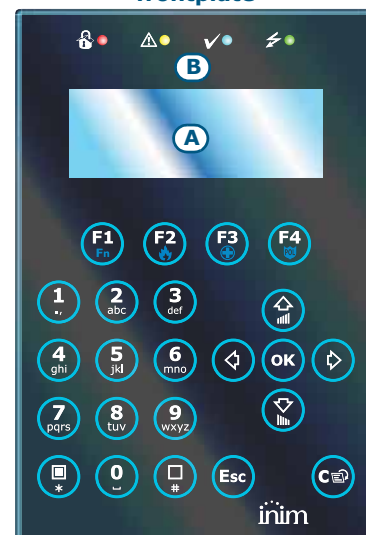 frontplate
B
A
F1 F2 F3 F4
Fn
1 2 3
., abc def
4 5 6 OK
ghi jkl mno
7 8 9
pqrs tuv wxyz
0 Esc C
* #
inim